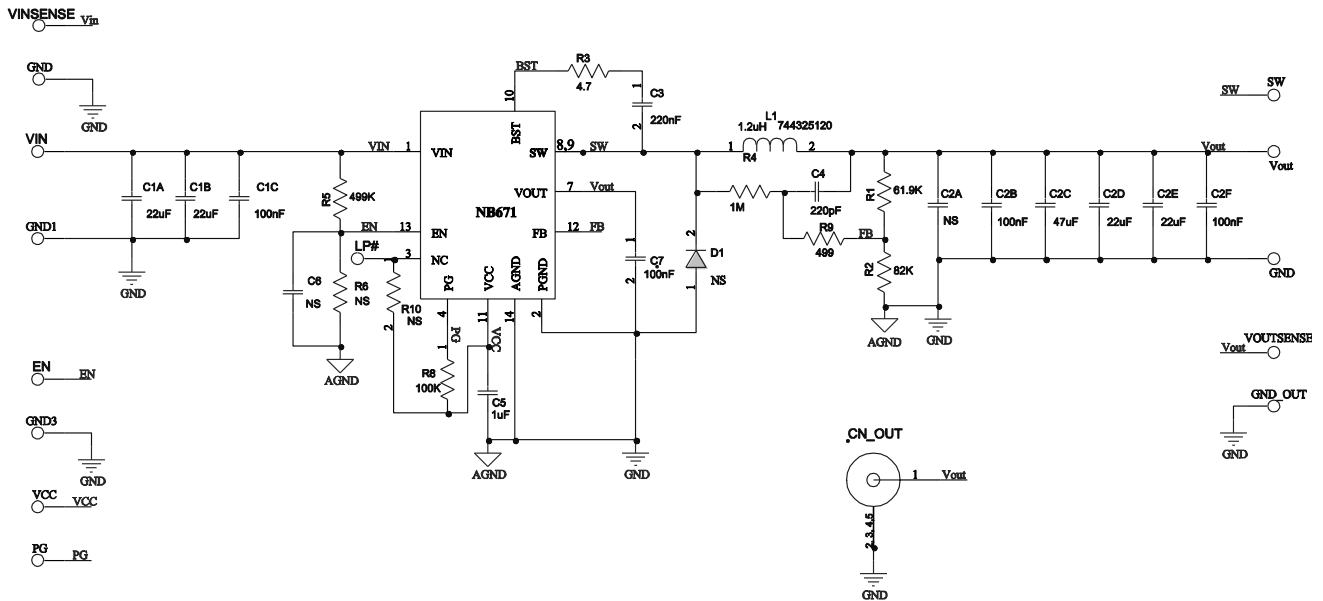 VINSENSE Vin
GND
GND
VIN
GND1
GND
EN EN
GND3
GND
VCC VCC
PG PG
C1A
22uF
C1B
22uF
C1C
100nF
VIN 1
R5
499K
EN 13
LP#
3
C6
NS
R6
NS
AGND
R10
NS
1
2
NB671
VIN
EN
NC
BST
SW
VOUT
FB
PG
VCC
AGND
PGND
BST
10
R3
4.7
1
C3
220nF
2
8,9 SW
7 Vout
12 FB
4
PG
1
R8
100K
11
VCC
C5
1uF
14
2
AGND
1
C7
100nF
2
GND
L1
1.2uH 744325120
1 2
R4
1M
C4
220pF
R9
499
FB
2
D1
1
NS
R1
61.9K
R2
82K
AGND
GND
C2A
NS
C2B
100nF
C2C
47uF
C2D
22uF
C2E
22uF
C2F
100nF
SW SW
Vout
Vout
GND
VOUTSENSE
Vout
GND_OUT
GND
CN_OUT
1 Vout
2, 3, 4,5
GND